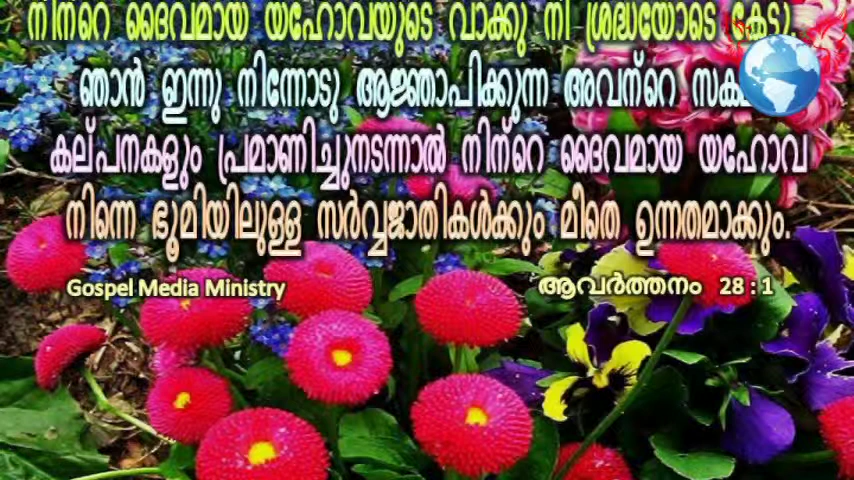 നിന്റെ ദൈവമായ യഹോവയുടെ വാക്കു നീ ശ്രദ്ധയോടെ കേട്ടു,
ഞാൻ ഇന്നു നിന്നോടു ആജ്ഞാപിക്കുന്ന അവന്റെ
കല്പനകളും പ്രമാണിച്ചുനടന്നാൽ നിന്റെ ദൈവമായ യഹോവ
നിന്നെ ഭൂമിയിലുള്ള സർവ്വജാതികൾക്കും മീതെ ഉന്നതമാക്കും.
Gospel Media Ministry
ആവർത്തനം 28 : 1